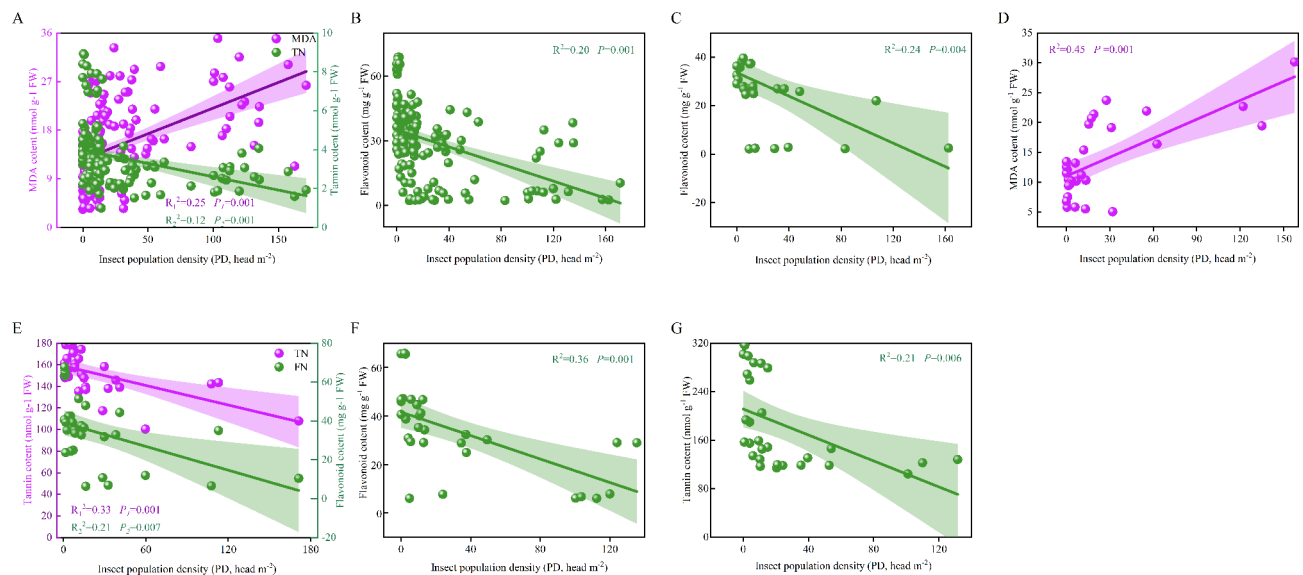 A
MDA
TN
36
27
18
9
0
MDA cotent (nmol g-1 FW)
10
8
6
4
2
0
Tannin cotent (nmol g-1 FW)
R₁²=0.25 P₁=0.001
R₂²=0.12 P₂=0.001
0 50 100 150
Insect population density (PD, head m⁻²)
B
R²=0.20 P=0.001
60
30
0
Flavonoid cotent (mg g⁻¹ FW)
0 40 80 120 160
Insect population density (PD, head m⁻²)
C
R²=0.24 P=0.004
60
40
20
0
-20
Flavonoid cotent (mg g⁻¹ FW)
0 40 80 120 160
Insect population density (PD, head m⁻²)
D
R²=0.45 P=0.001
35
30
25
20
15
10
5
MDA cotent (nmol g⁻¹ FW)
0 30 60 90 120 150
Insect population density (PD, head m⁻²)
E
TN
FN
180
160
140
120
100
80
60
40
20
0
Tannin cotent (nmol g-1 FW)
80
60
40
20
0
-20
Flavonoid cotent (mg g-1 FW)
R₁²=0.33 P₁=0.001
R₂²=0.21 P₂=0.007
0 60 120 180
Insect population density (PD, head m⁻²)
F
R²=0.36 P=0.001
60
40
20
0
Flavonoid cotent (mg g⁻¹ FW)
0 40 80 120
Insect population density (PD, head m⁻²)
G
R²=0.21 P=0.006
320
240
160
80
0
Tannin cotent (nmol g⁻¹ FW)
0 40 80 120
Insect population density (PD, head m⁻²)